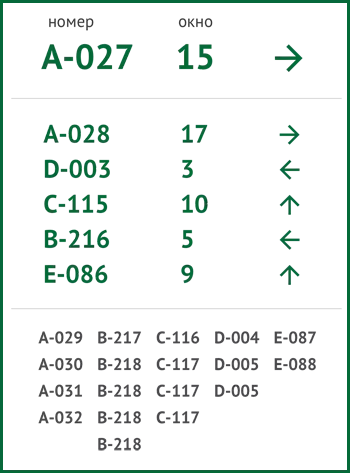 номер окно
A-027 15 →
A-028 17 →
D-003 3 ←
C-115 10 ↑
B-216 5 ←
E-086 9 ↑
A-029 B-217 C-116 D-004 E-087
A-030 B-218 C-117 D-005 E-088
A-031 B-218 C-117 D-005
A-032 B-218 C-117
B-218